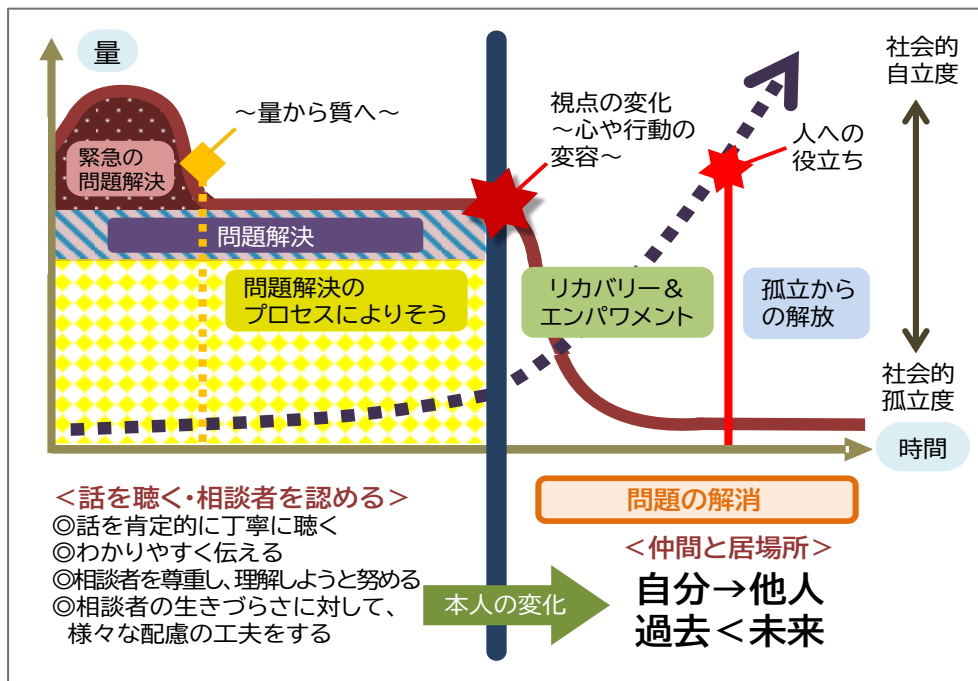 量
社会的
自立度
～量から質へ～
視点の変化
～心や行動の
変容～
人への
役立ち
緊急の
問題解決
問題解決
問題解決の
プロセスによりそう
リカバリー＆
エンパワメント
孤立から
の解放
社会的
孤立度
時間
＜話を聴く・相談者を認める＞
◎話を肯定的に丁寧に聴く
◎わかりやすく伝える
◎相談者を尊重し、理解しようと努める
◎相談者の生きづらさに対して、
様々な配慮の工夫をする
本人の変化
問題の解消
＜仲間と居場所＞
自分→他人
過去＜未来